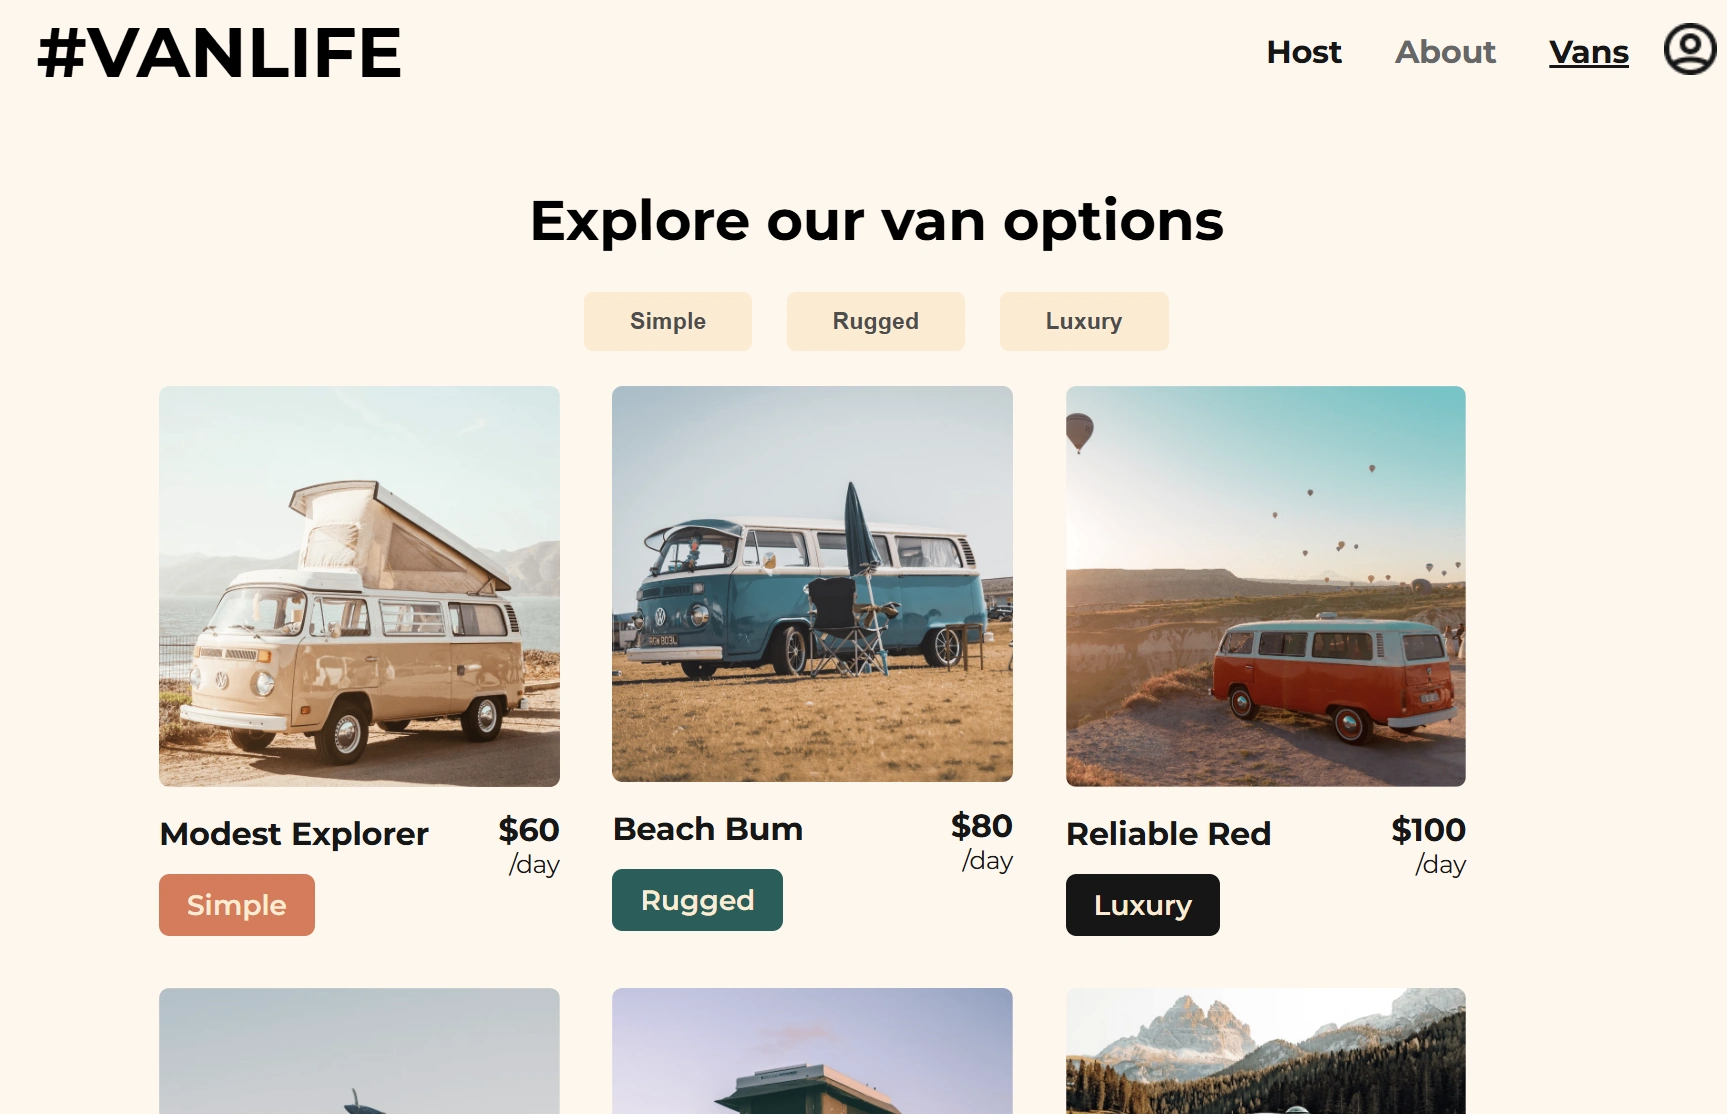 #VANLIFE
Host About Vans
Explore our van options
Simple Rugged Luxury
Modest Explorer $60
/day
Simple
Beach Bum $80
/day
Rugged
Reliable Red $100
/day
Luxury